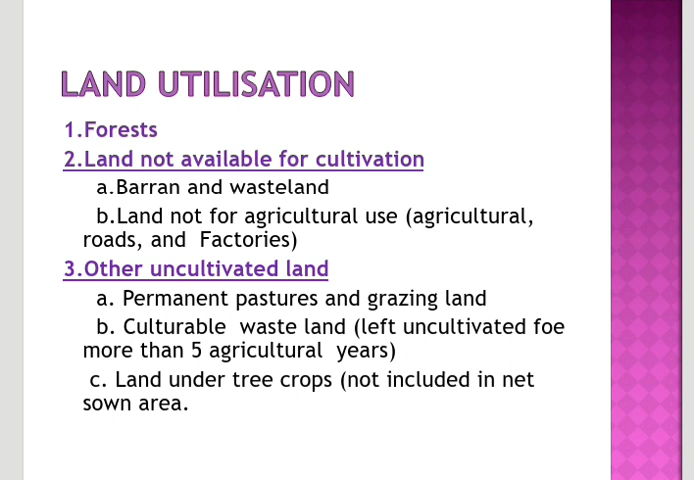 LAND UTILISATION
1.Forests
2.Land not available for cultivation
a.Barran and wasteland
b.Land not for agricultural use (agricultural,
roads, and Factories)
3.Other uncultivated land
a. Permanent pastures and grazing land
b. Culturable waste land (left uncultivated foe
more than 5 agricultural years)
c. Land under tree crops (not included in net
sown area.